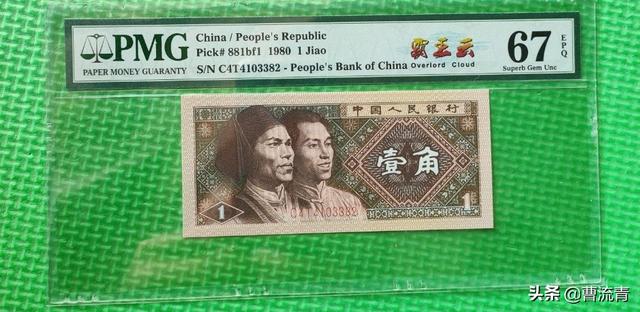 PMG
PAPER MONEY GUARANTY
China / People's Republic
Pick# 881bf1 1980 1 Jiao
S/N C4T4103382 - People's Bank of China
霸王云
Overlord Cloud
67 EPQ
Superb Gem Unc
中国人民银行
壹角
1
C4T4103382
1
头条 @曹流青